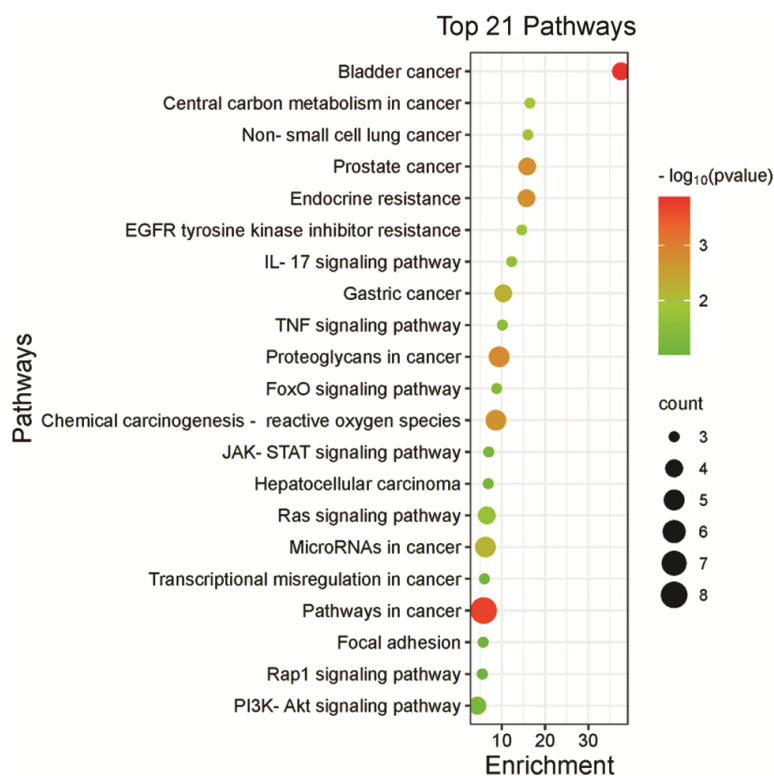 Top 21 Pathways
Pathways
Bladder cancer
Central carbon metabolism in cancer
Non- small cell lung cancer
Prostate cancer
Endocrine resistance
EGFR tyrosine kinase inhibitor resistance
IL- 17 signaling pathway
Gastric cancer
TNF signaling pathway
Proteoglycans in cancer
FoxO signaling pathway
Chemical carcinogenesis - reactive oxygen species
JAK- STAT signaling pathway
Hepatocellular carcinoma
Ras signaling pathway
MicroRNAs in cancer
Transcriptional misregulation in cancer
Pathways in cancer
Focal adhesion
Rap1 signaling pathway
PI3K- Akt signaling pathway
10 20 30
Enrichment
- log₁₀(pvalue)
3
2
count
3
4
5
6
7
8